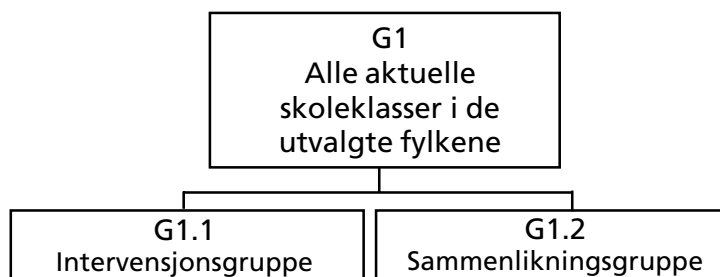 G1
Alle aktuelle
skoleklasser i de
utvalgte fylkene
G1.1
Intervensjonsgruppe
G1.2
Sammenlikningsgruppe